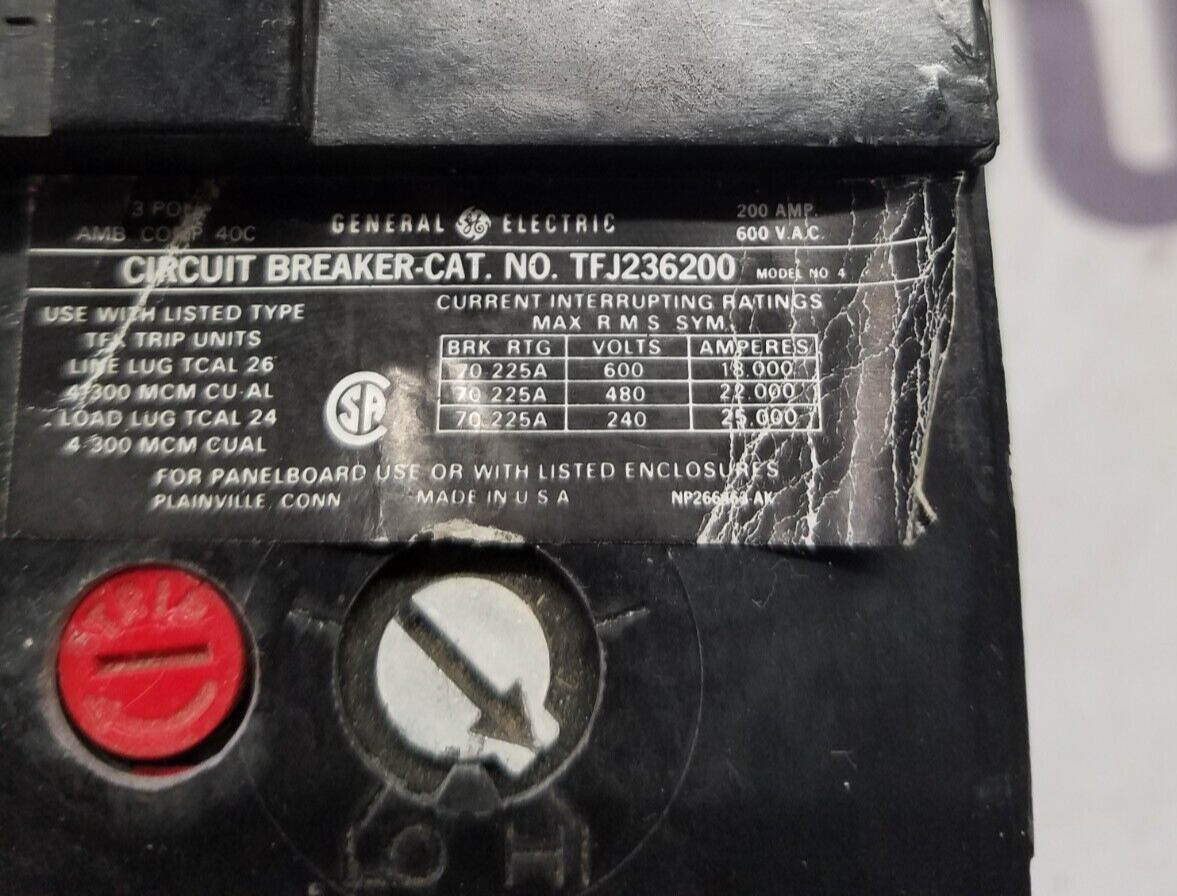 3 POLE 200 AMP.
AMB COMP 40C GENERAL GE ELECTRIC 600 V.A.C.
CIRCUIT BREAKER-CAT. NO. TFJ236200 MODEL NO 4
USE WITH LISTED TYPE
TRIP UNITS
LINE LUG TCAL 26
4-300 MCM CU-AL
LOAD LUG TCAL 24
4-300 MCM CUAL
CSA
CURRENT INTERRUPTING RATINGS
MAX R M S SYM.
BRK RTG VOLTS AMPERES
70 225A 600 18.000
70 225A 480 22.000
70 225A 240 25.000
FOR PANELBOARD USE OR WITH LISTED ENCLOSURES
PLAINVILLE, CONN MADE IN U S A
LO HI